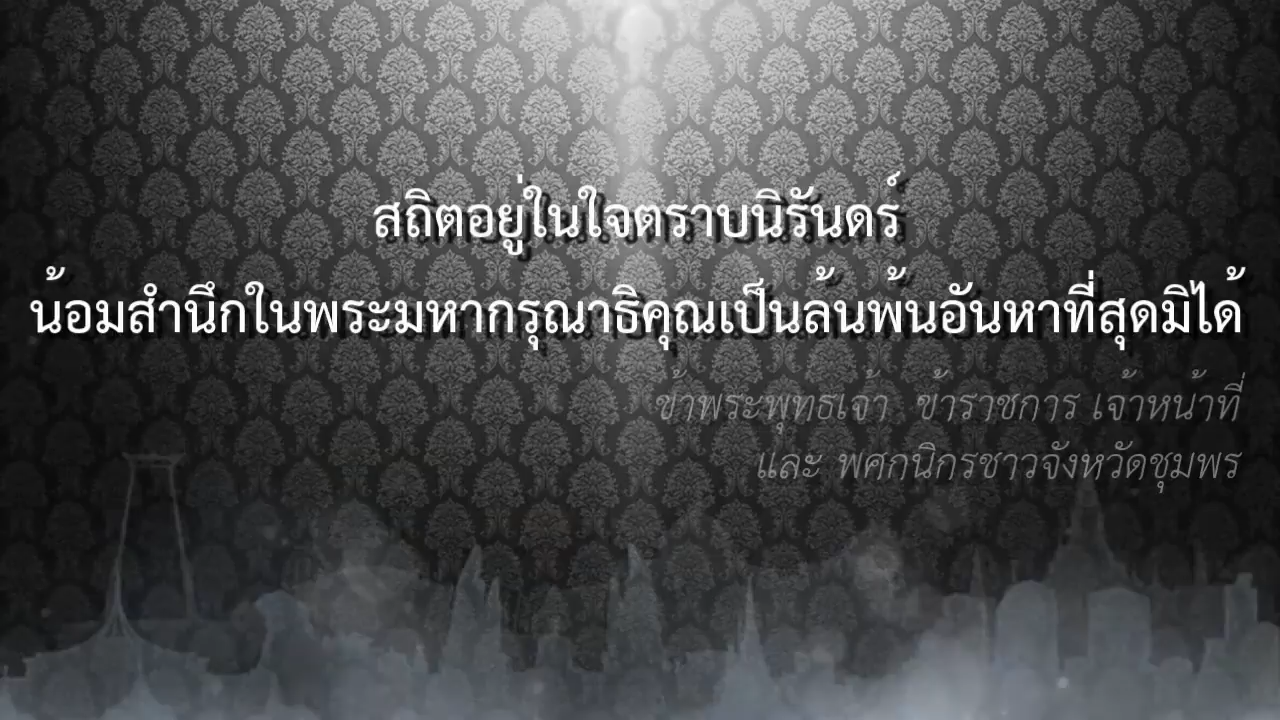 สถิตอยู่ในใจตราบนิรันดร์
น้อมสำนึกในพระมหากรุณาธิคุณเป็นล้นพ้นอันหาที่สุดมิได้
ข้าพระพุทธเจ้า ข้าราชการ เจ้าหน้าที่
และ พศกนิกรชาวจังหวัดชุมพร